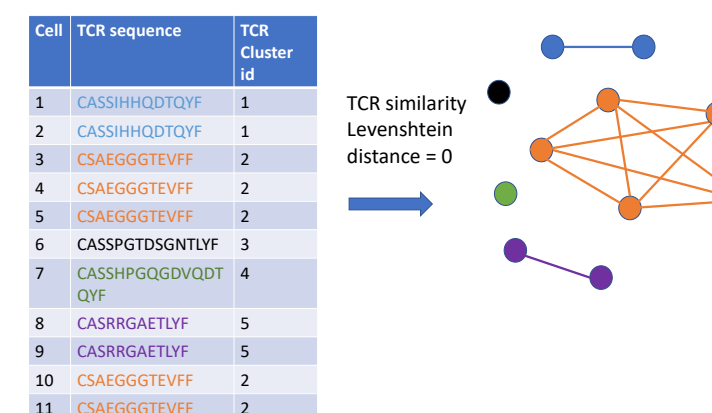 Cell TCR sequence TCR
Cluster
id
1 CASSIHHQDTQYF 1
2 CASSIHHQDTQYF 1
3 CSAEGGGTEVFF 2
4 CSAEGGGTEVFF 2
5 CSAEGGGTEVFF 2
6 CASSPGTDSGNTLYF 3
7 CASSHPGQGDVQDT 4
QYF
8 CASRRGAETLYF 5
9 CASRRGAETLYF 5
10 CSAEGGGTEVFF 2
11 CSAEGGGTEVFF 2
TCR similarity
Levenshtein
distance = 0